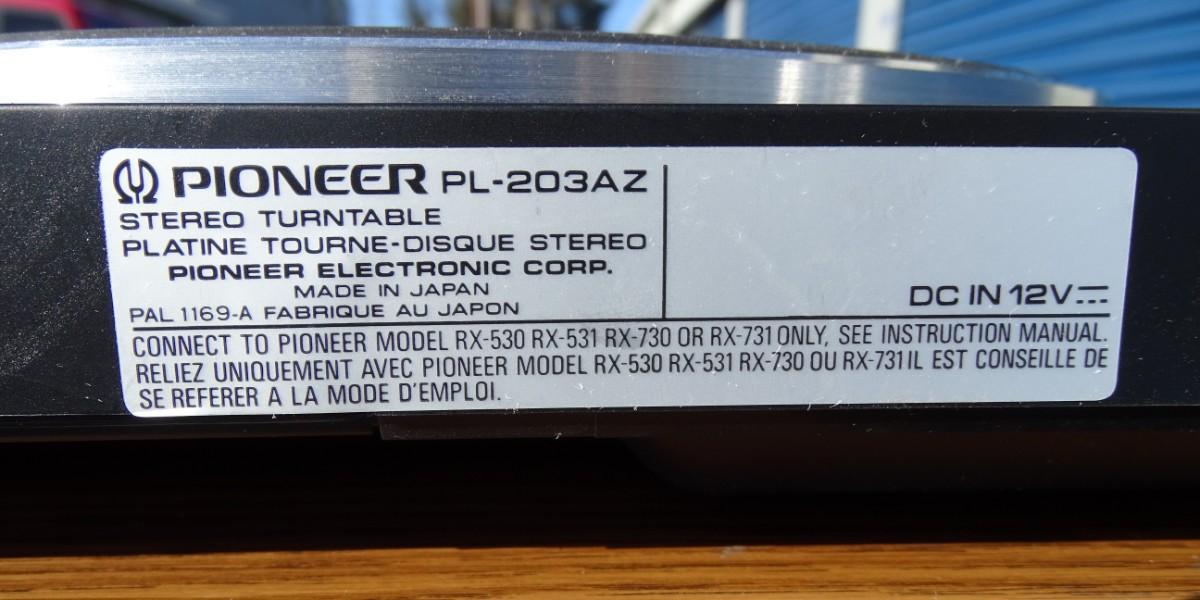 PIONEER PL-203AZ
STEREO TURNTABLE
PLATINE TOURNE-DISQUE STEREO
PIONEER ELECTRONIC CORP.
MADE IN JAPAN
PAL 1169-A FABRIQUE AU JAPON
DC IN 12V
CONNECT TO PIONEER MODEL RX-530 RX-531 RX-730 OR RX-731 ONLY, SEE INSTRUCTION MANUAL.
RELIEZ UNIQUEMENT AVEC PIONEER MODEL RX-530 RX-531 RX-730 OU RX-731 IL EST CONSEILLE DE
SE REFERER A LA MODE D'EMPLOI.